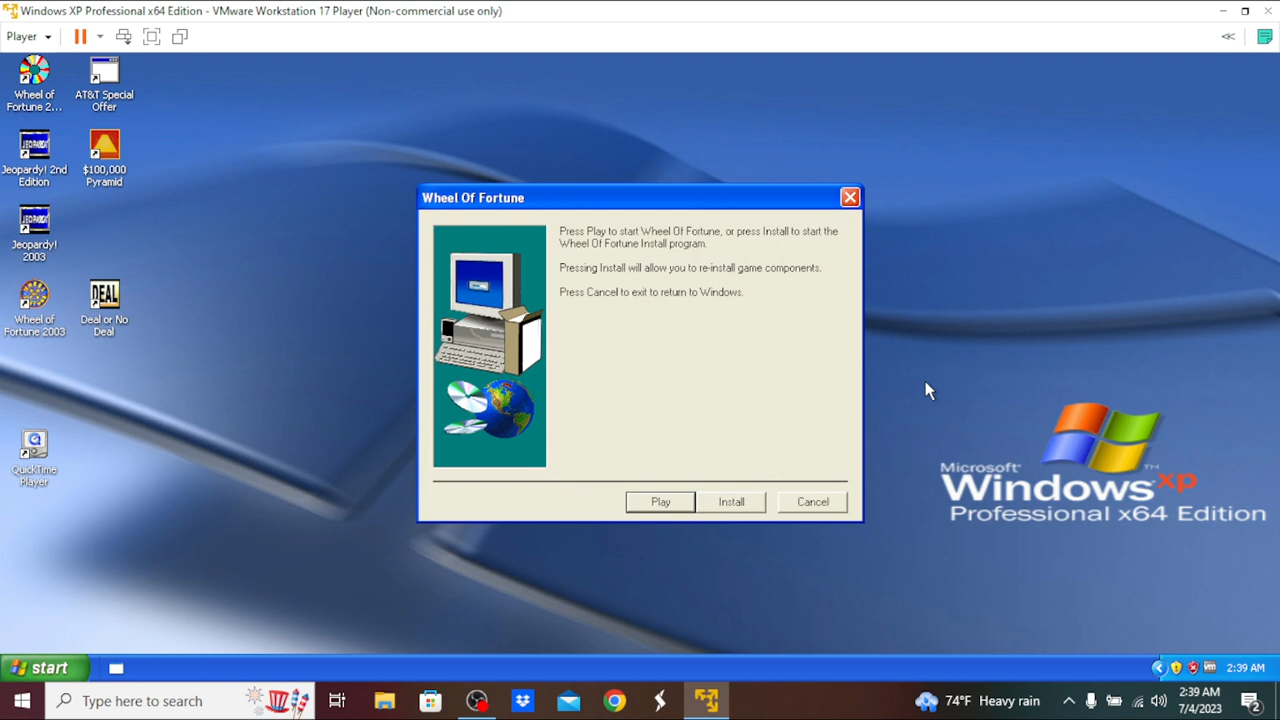 Windows XP Professional x64 Edition - VMware Workstation 17 Player (Non-commercial use only)
Player
Wheel of
Fortune 2...
AT&T Special
Offer
Jeopardy! 2nd
Edition
$100,000
Pyramid
Jeopardy!
2003
Wheel of
Fortune 2003
DEAL
Deal or No
Deal
QuickTime
Player
Wheel Of Fortune
Press Play to start Wheel Of Fortune, or press Install to start the
Wheel Of Fortune Install program.
Pressing Install will allow you to re-install game components.
Press Cancel to exit to return to Windows.
Play
Install
Cancel
Microsoft
Windows xp
TM
Professional x64 Edition
start
2:39 AM
Type here to search
74°F Heavy rain
2:39 AM
7/4/2023
2